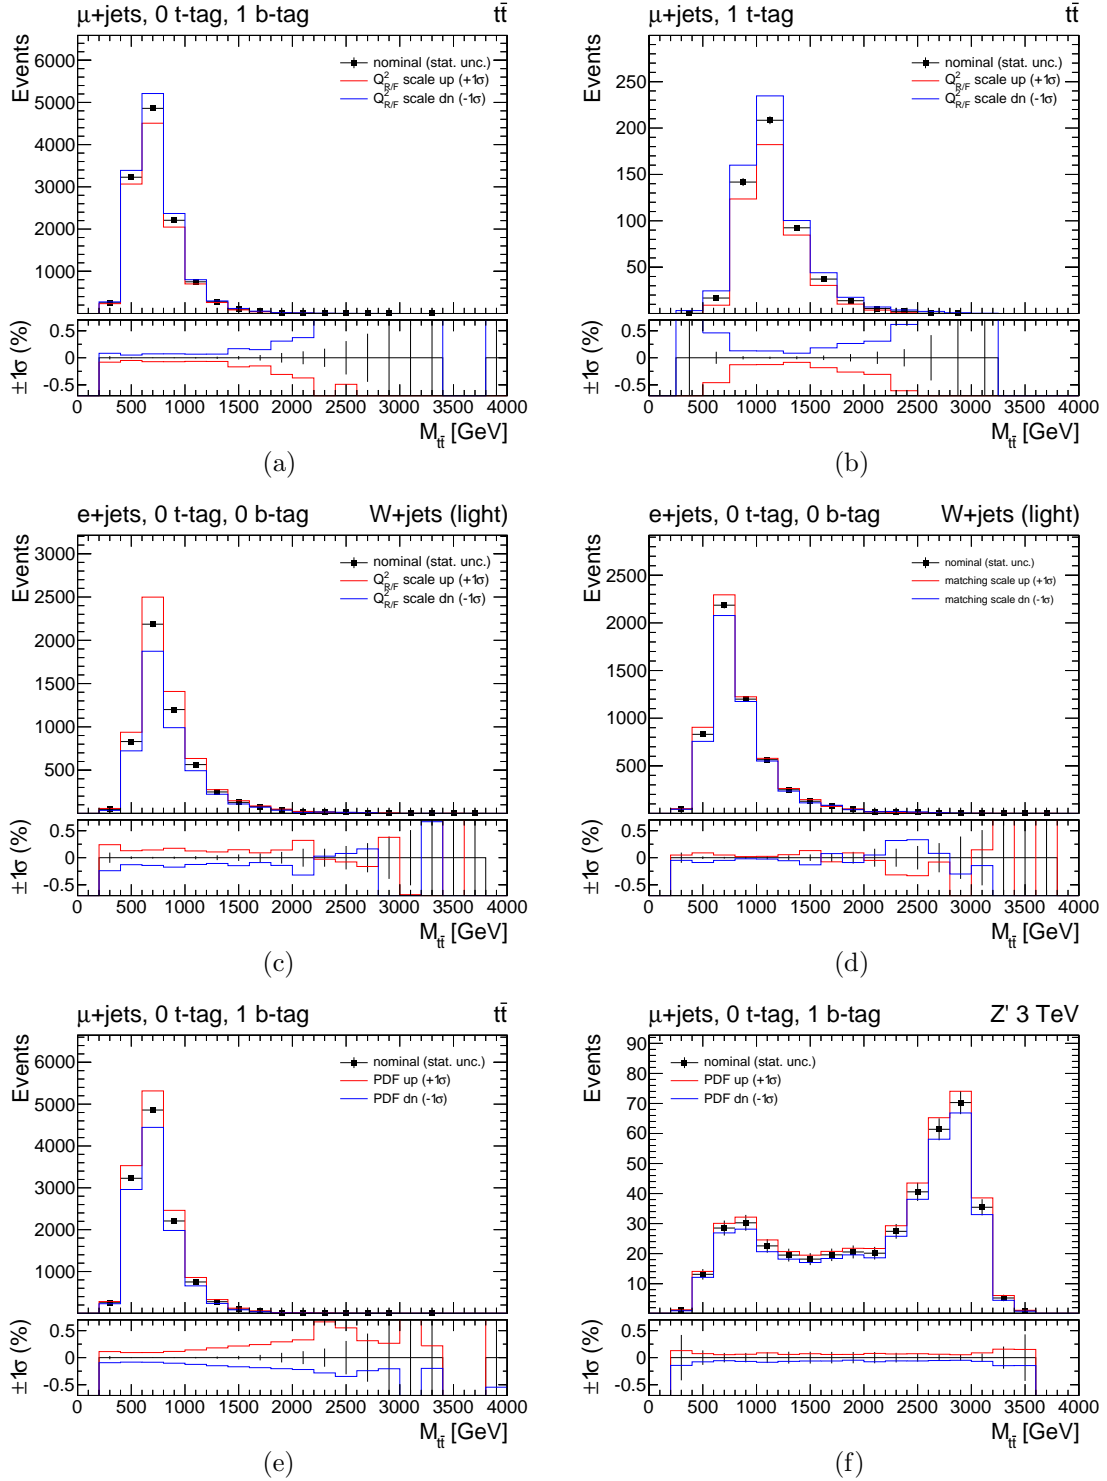 μ+jets, 0 t-tag, 1 b-tag tt̄
Events
6000
5000
4000
3000
2000
1000
nominal (stat. unc.)
Q²R/F scale up (+1σ)
Q²R/F scale dn (-1σ)
±1σ (%)
0.5
0
-0.5
0 500 1000 1500 2000 2500 3000 3500 4000
Mtt̄ [GeV]
(a)
μ+jets, 1 t-tag tt̄
Events
250
200
150
100
50
nominal (stat. unc.)
Q²R/F scale up (+1σ)
Q²R/F scale dn (-1σ)
±1σ (%)
0.5
0
-0.5
0 500 1000 1500 2000 2500 3000 3500 4000
Mtt̄ [GeV]
(b)
e+jets, 0 t-tag, 0 b-tag W+jets (light)
Events
3000
2500
2000
1500
1000
500
nominal (stat. unc.)
Q²R/F scale up (+1σ)
Q²R/F scale dn (-1σ)
±1σ (%)
0.5
0
-0.5
0 500 1000 1500 2000 2500 3000 3500 4000
Mtt̄ [GeV]
(c)
e+jets, 0 t-tag, 0 b-tag W+jets (light)
Events
2500
2000
1500
1000
500
nominal (stat. unc.)
matching scale up (+1σ)
matching scale dn (-1σ)
±1σ (%)
0.5
0
-0.5
0 500 1000 1500 2000 2500 3000 3500 4000
Mtt̄ [GeV]
(d)
μ+jets, 0 t-tag, 1 b-tag tt̄
Events
6000
5000
4000
3000
2000
1000
nominal (stat. unc.)
PDF up (+1σ)
PDF dn (-1σ)
±1σ (%)
0.5
0
-0.5
0 500 1000 1500 2000 2500 3000 3500 4000
Mtt̄ [GeV]
(e)
μ+jets, 0 t-tag, 1 b-tag Z' 3 TeV
Events
90
80
70
60
50
40
30
20
10
nominal (stat. unc.)
PDF up (+1σ)
PDF dn (-1σ)
±1σ (%)
0.5
0
-0.5
0 500 1000 1500 2000 2500 3000 3500 4000
Mtt̄ [GeV]
(f)